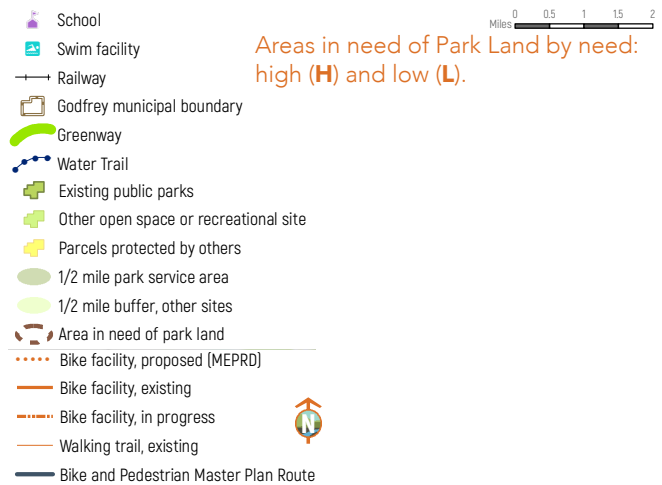 School
Swim facility
Railway
Godfrey municipal boundary
Greenway
Water Trail
Existing public parks
Other open space or recreational site
Parcels protected by others
1/2 mile park service area
1/2 mile buffer, other sites
Area in need of park land
Bike facility, proposed (MEPRD)
Bike facility, existing
Bike facility, in progress
Walking trail, existing
Bike and Pedestrian Master Plan Route
0 0.5 1 1.5 2
Miles
Areas in need of Park Land by need:
high (H) and low (L).
N